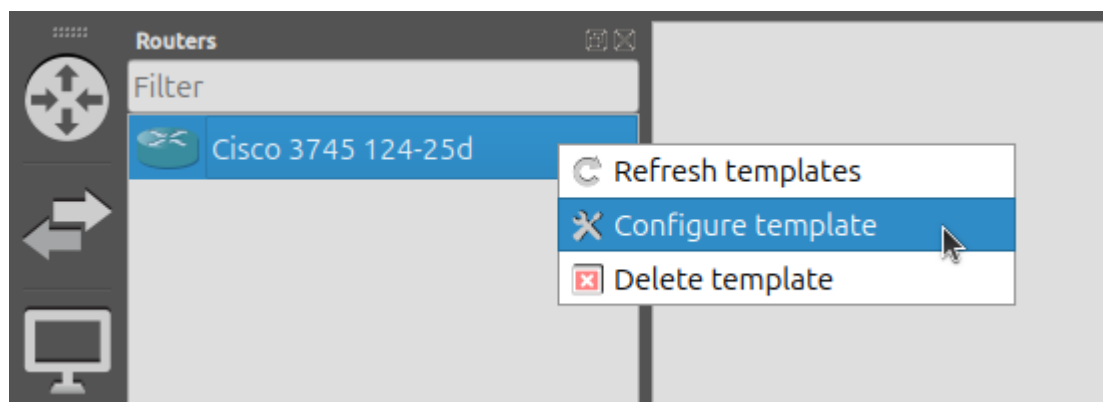 Routers
Filter
Cisco 3745 124-25d
Refresh templates
Configure template
Delete template